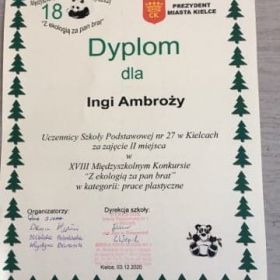 18
"Z ekologią za pan brat"
PREZYDENT
MIASTA KIELCE
Dyplom
dla
Ingi Ambroży
Uczennicy Szkoły Podstawowej nr 27 w Kielcach
za zajęcie II miejsca
w
XVIII Międzyszkolnym Konkursie
"Z ekologią za pan brat"
w kategorii: prace plastyczne
Organizatorzy:
Dyrekcja szkoły:
Kielce, 03.12.2020